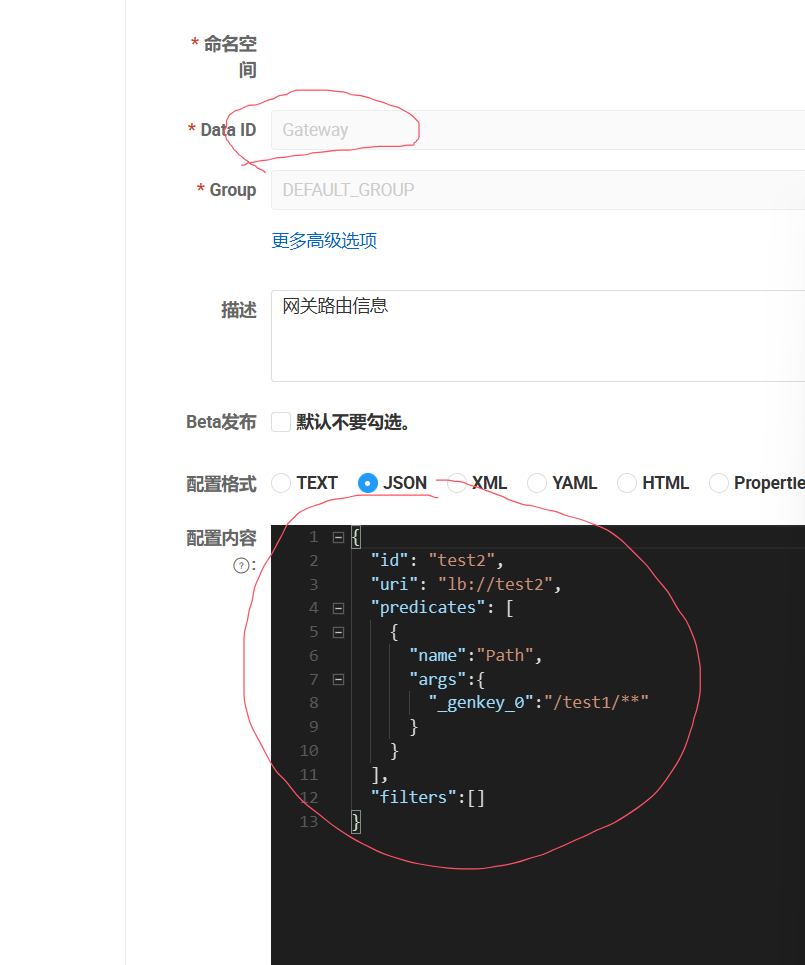 * 命名空
间
* Data ID Gateway
* Group DEFAULT_GROUP
更多高级选项
描述 网关路由信息
Beta发布 默认不要勾选。
配置格式 TEXT JSON XML YAML HTML Propertie
配置内容
?:
1 {
2 "id": "test2",
3 "uri": "lb://test2",
4 "predicates": [
5 {
6 "name":"Path",
7 "args":{
8 "_genkey_0":"/test1/**"
9 }
10 }
11 ],
12 "filters":[]
13 }